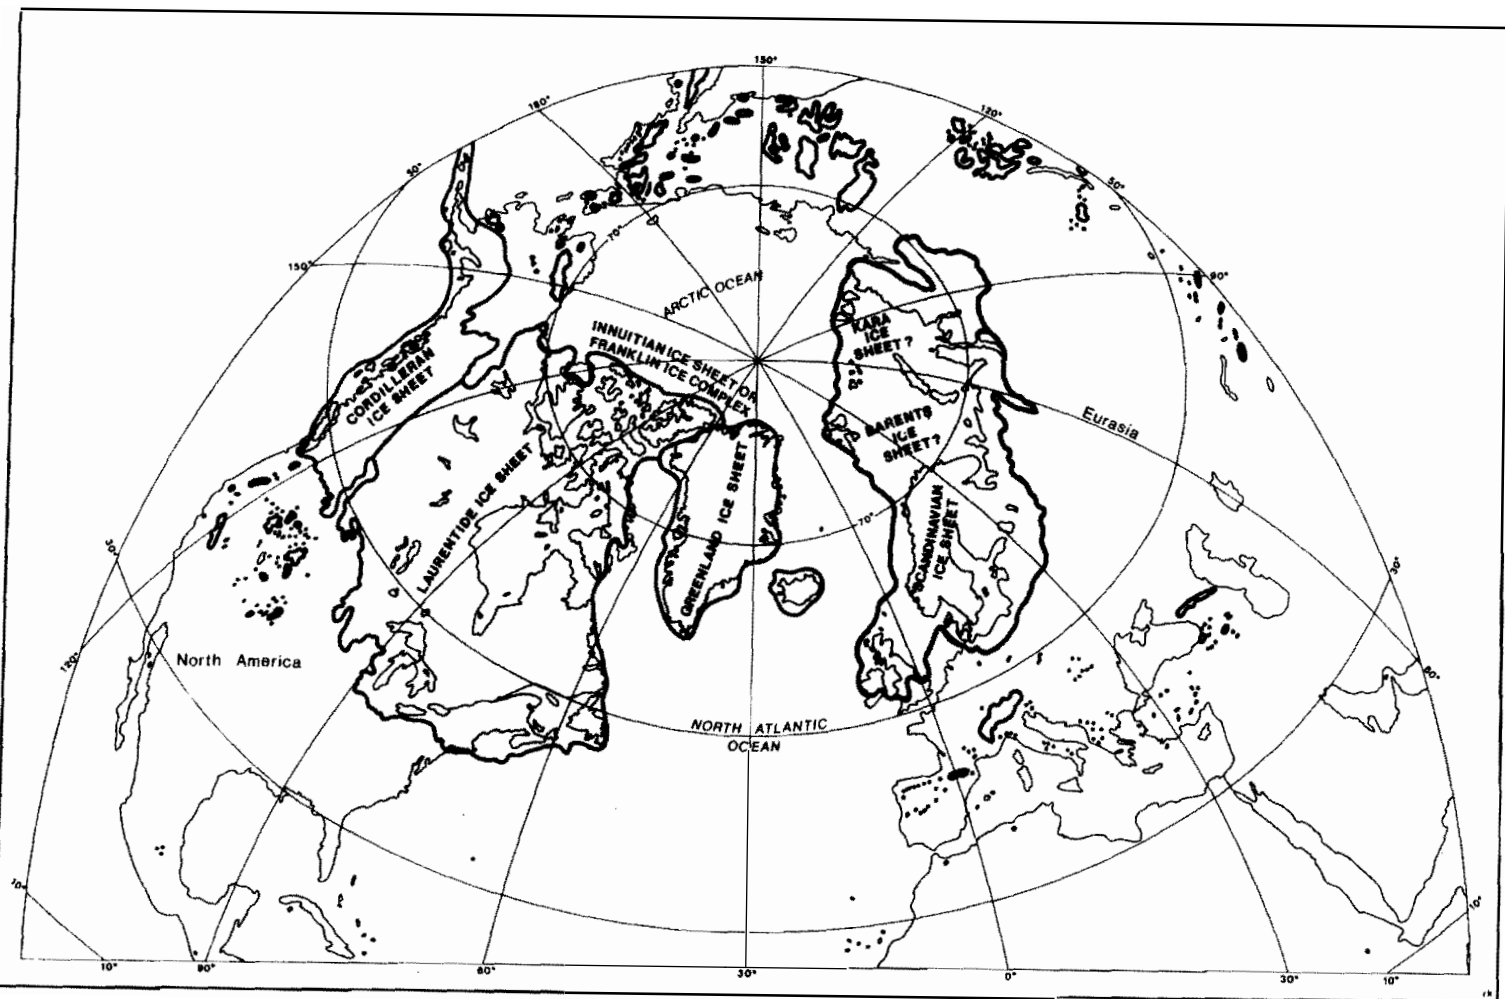 150°
180°
120°
50°
50°
70°
150°
90°
ARCTIC OCEAN
INNUITIAN ICE SHEET OR
FRANKLIN ICE COMPLEX
KARA
ICE
SHEET?
CORDILLERAN
ICE SHEET
BARENTS
ICE
SHEET?
Eurasia
LAURENTIDE ICE SHEET
GREENLAND ICE SHEET
SCANDINAVIAN
ICE SHEET
70°
30°
30°
120°
North America
60°
NORTH ATLANTIC
OCEAN
10°
10°
10°
90°
60°
30°
0°
30°
10°